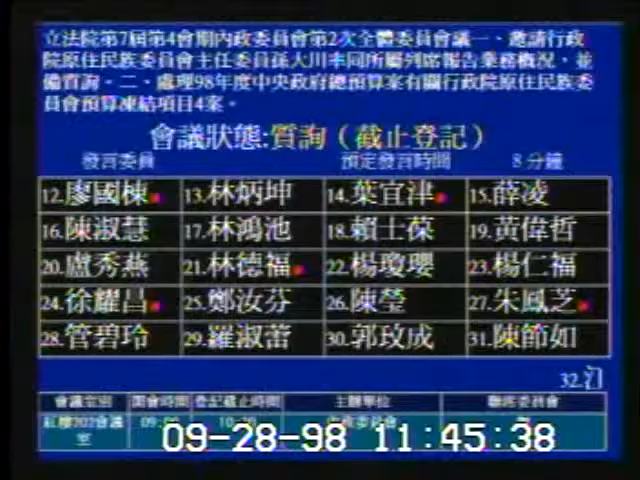 立法院第7屆第4會期內政委員會第2次全體委員會議一、邀請行政
院原住民族委員會主任委員孫大川率同所屬列席報告業務概況，並
備質詢。二、處理98年度中央政府總預算案有關行政院原住民族委
員會預算凍結項目4案。
會議狀態:質詢（截止登記）
發言委員 預定發言時間 8分鐘
12.廖國棟 13.林炳坤 14.葉宜津 15.薛凌
16.陳淑慧 17.林鴻池 18.賴士葆 19.黃偉哲
20.盧秀燕 21.林德福 22.楊瓊瓔 23.楊仁福
24.徐耀昌 25.鄭汝芬 26.陳瑩 27.朱鳳芝
28.管碧玲 29.羅淑蕾 30.郭玟成 31.陳節如
32.江
會議室別 開會時間 登記截止時間 主辦單位 聯席委員會
紅樓202會議室
09-28-98 11:45:38